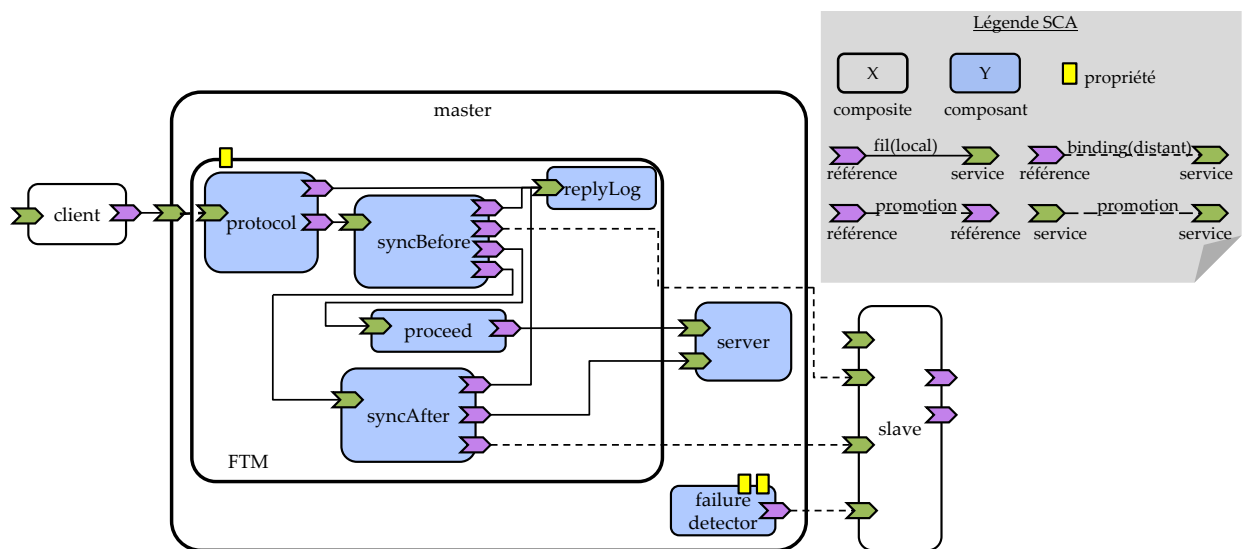 Légende SCA
X
Y
propriété
composite
composant
fil(local)
binding(distant)
référence
service
référence
service
promotion
promotion
référence
référence
service
service
master
client
protocol
syncBefore
replyLog
proceed
server
syncAfter
slave
FTM
failure
detector